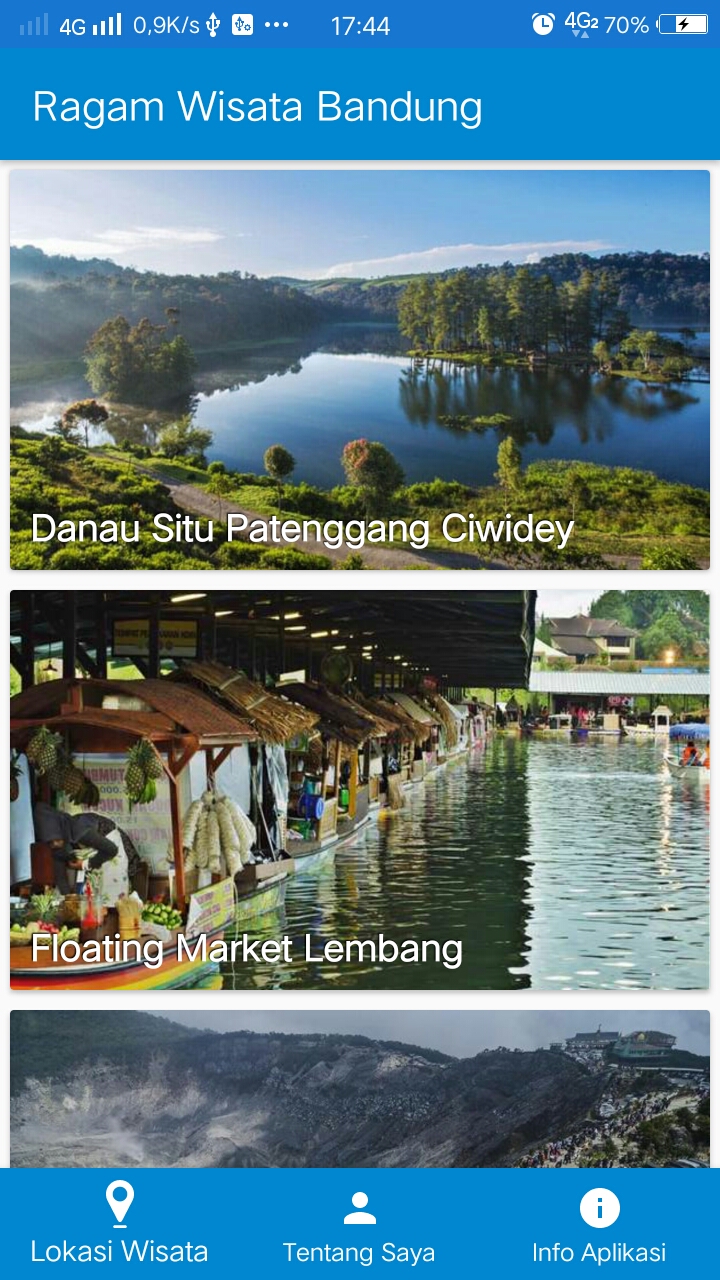 4G 0,9K/s ••• 17:44 4G2 70%
Ragam Wisata Bandung
Danau Situ Patenggang Ciwidey
Floating Market Lembang
Lokasi Wisata
Tentang Saya
Info Aplikasi